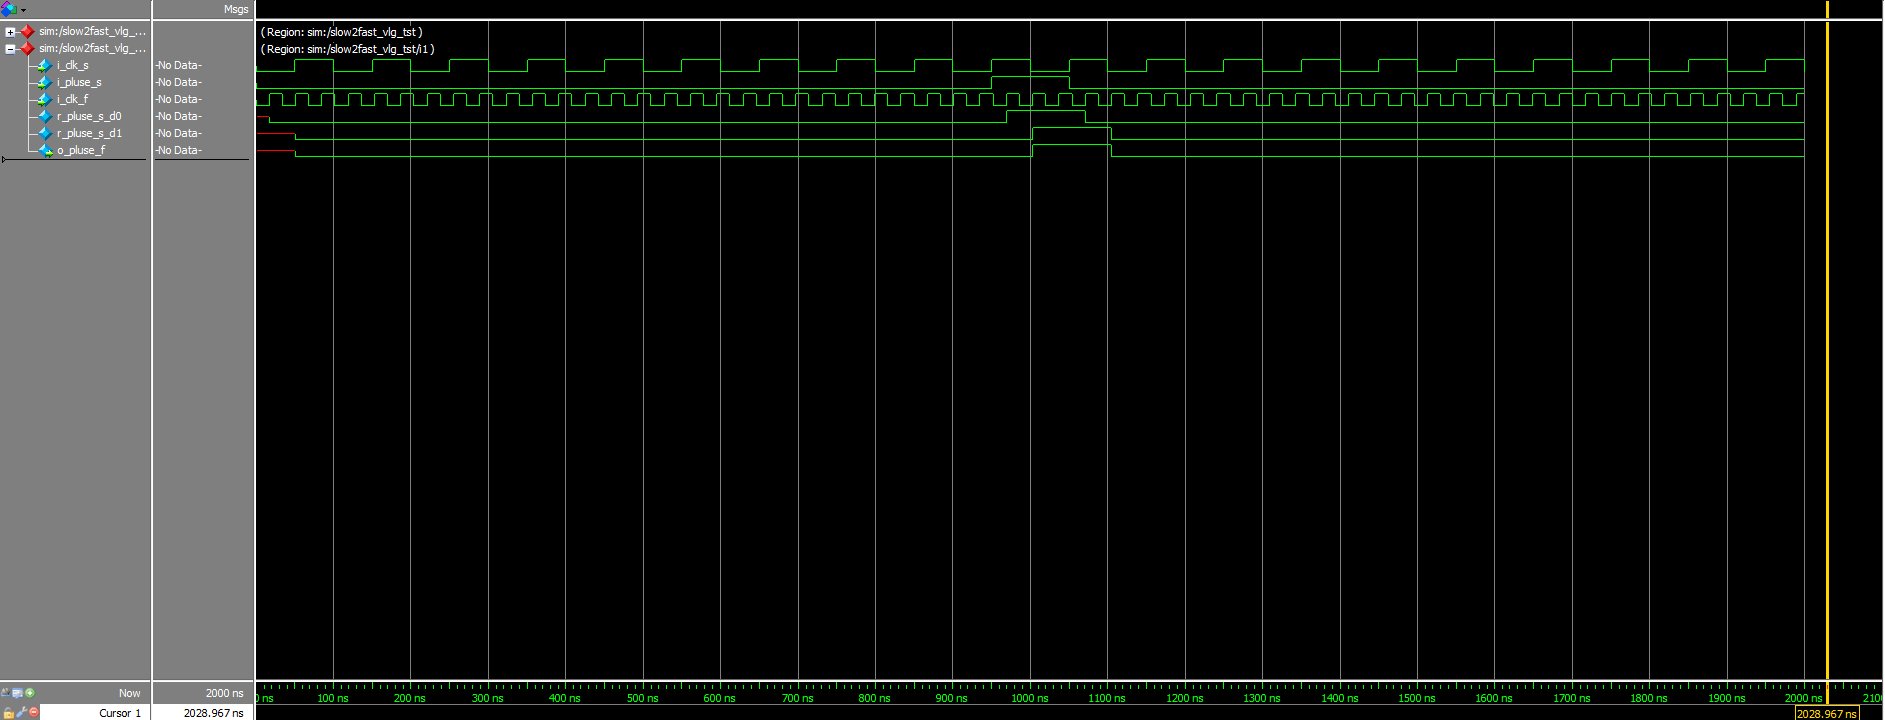 Msgs
sim:/slow2fast_vlg_...
(Region: sim:/slow2fast_vlg_tst)
sim:/slow2fast_vlg_...
(Region: sim:/slow2fast_vlg_tst/i1)
i_clk_s -No Data-
i_pluse_s -No Data-
i_clk_f -No Data-
r_pluse_s_d0 -No Data-
r_pluse_s_d1 -No Data-
o_pluse_f -No Data-
Now 2000 ns
ns 100 ns 200 ns 300 ns 400 ns 500 ns 600 ns 700 ns 800 ns 900 ns 1000 ns 1100 ns 1200 ns 1300 ns 1400 ns 1500 ns 1600 ns 1700 ns 1800 ns 1900 ns 2000 ns 2100
Cursor 1 2028.967 ns
2028.967 ns